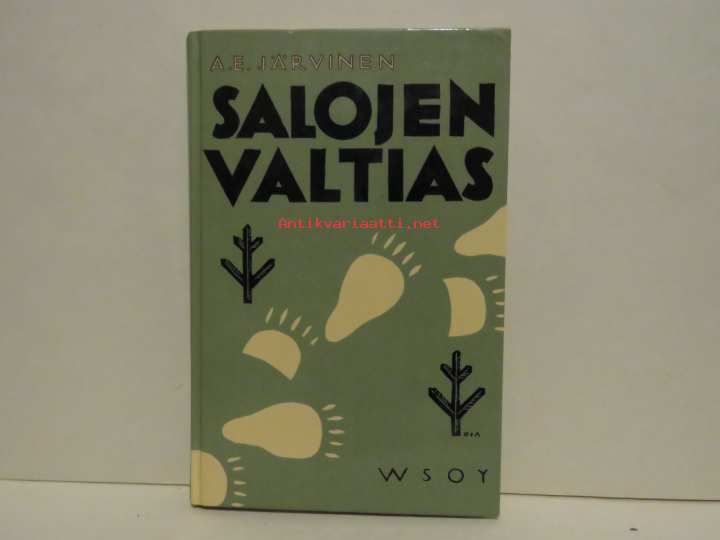 A.E. JÄRVINEN
SALOJEN
VALTIAS
Antikvariaatti.net
WSOY